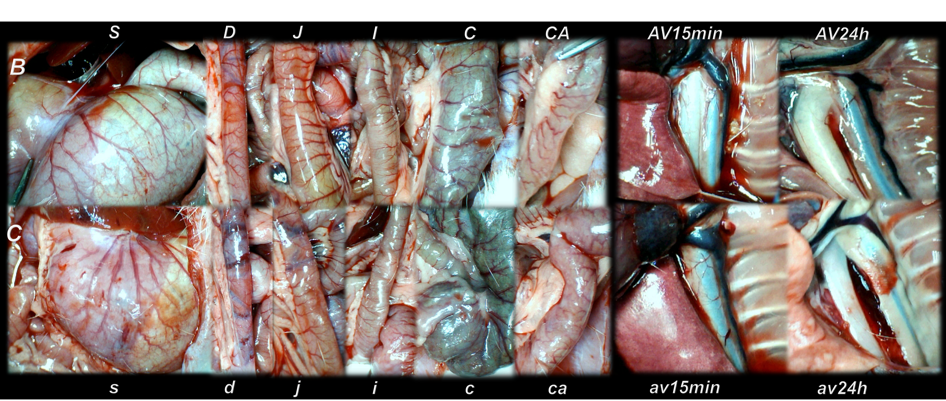 S D J I C CA AV15min AV24h
B
C
s d j i c ca av15min av24h